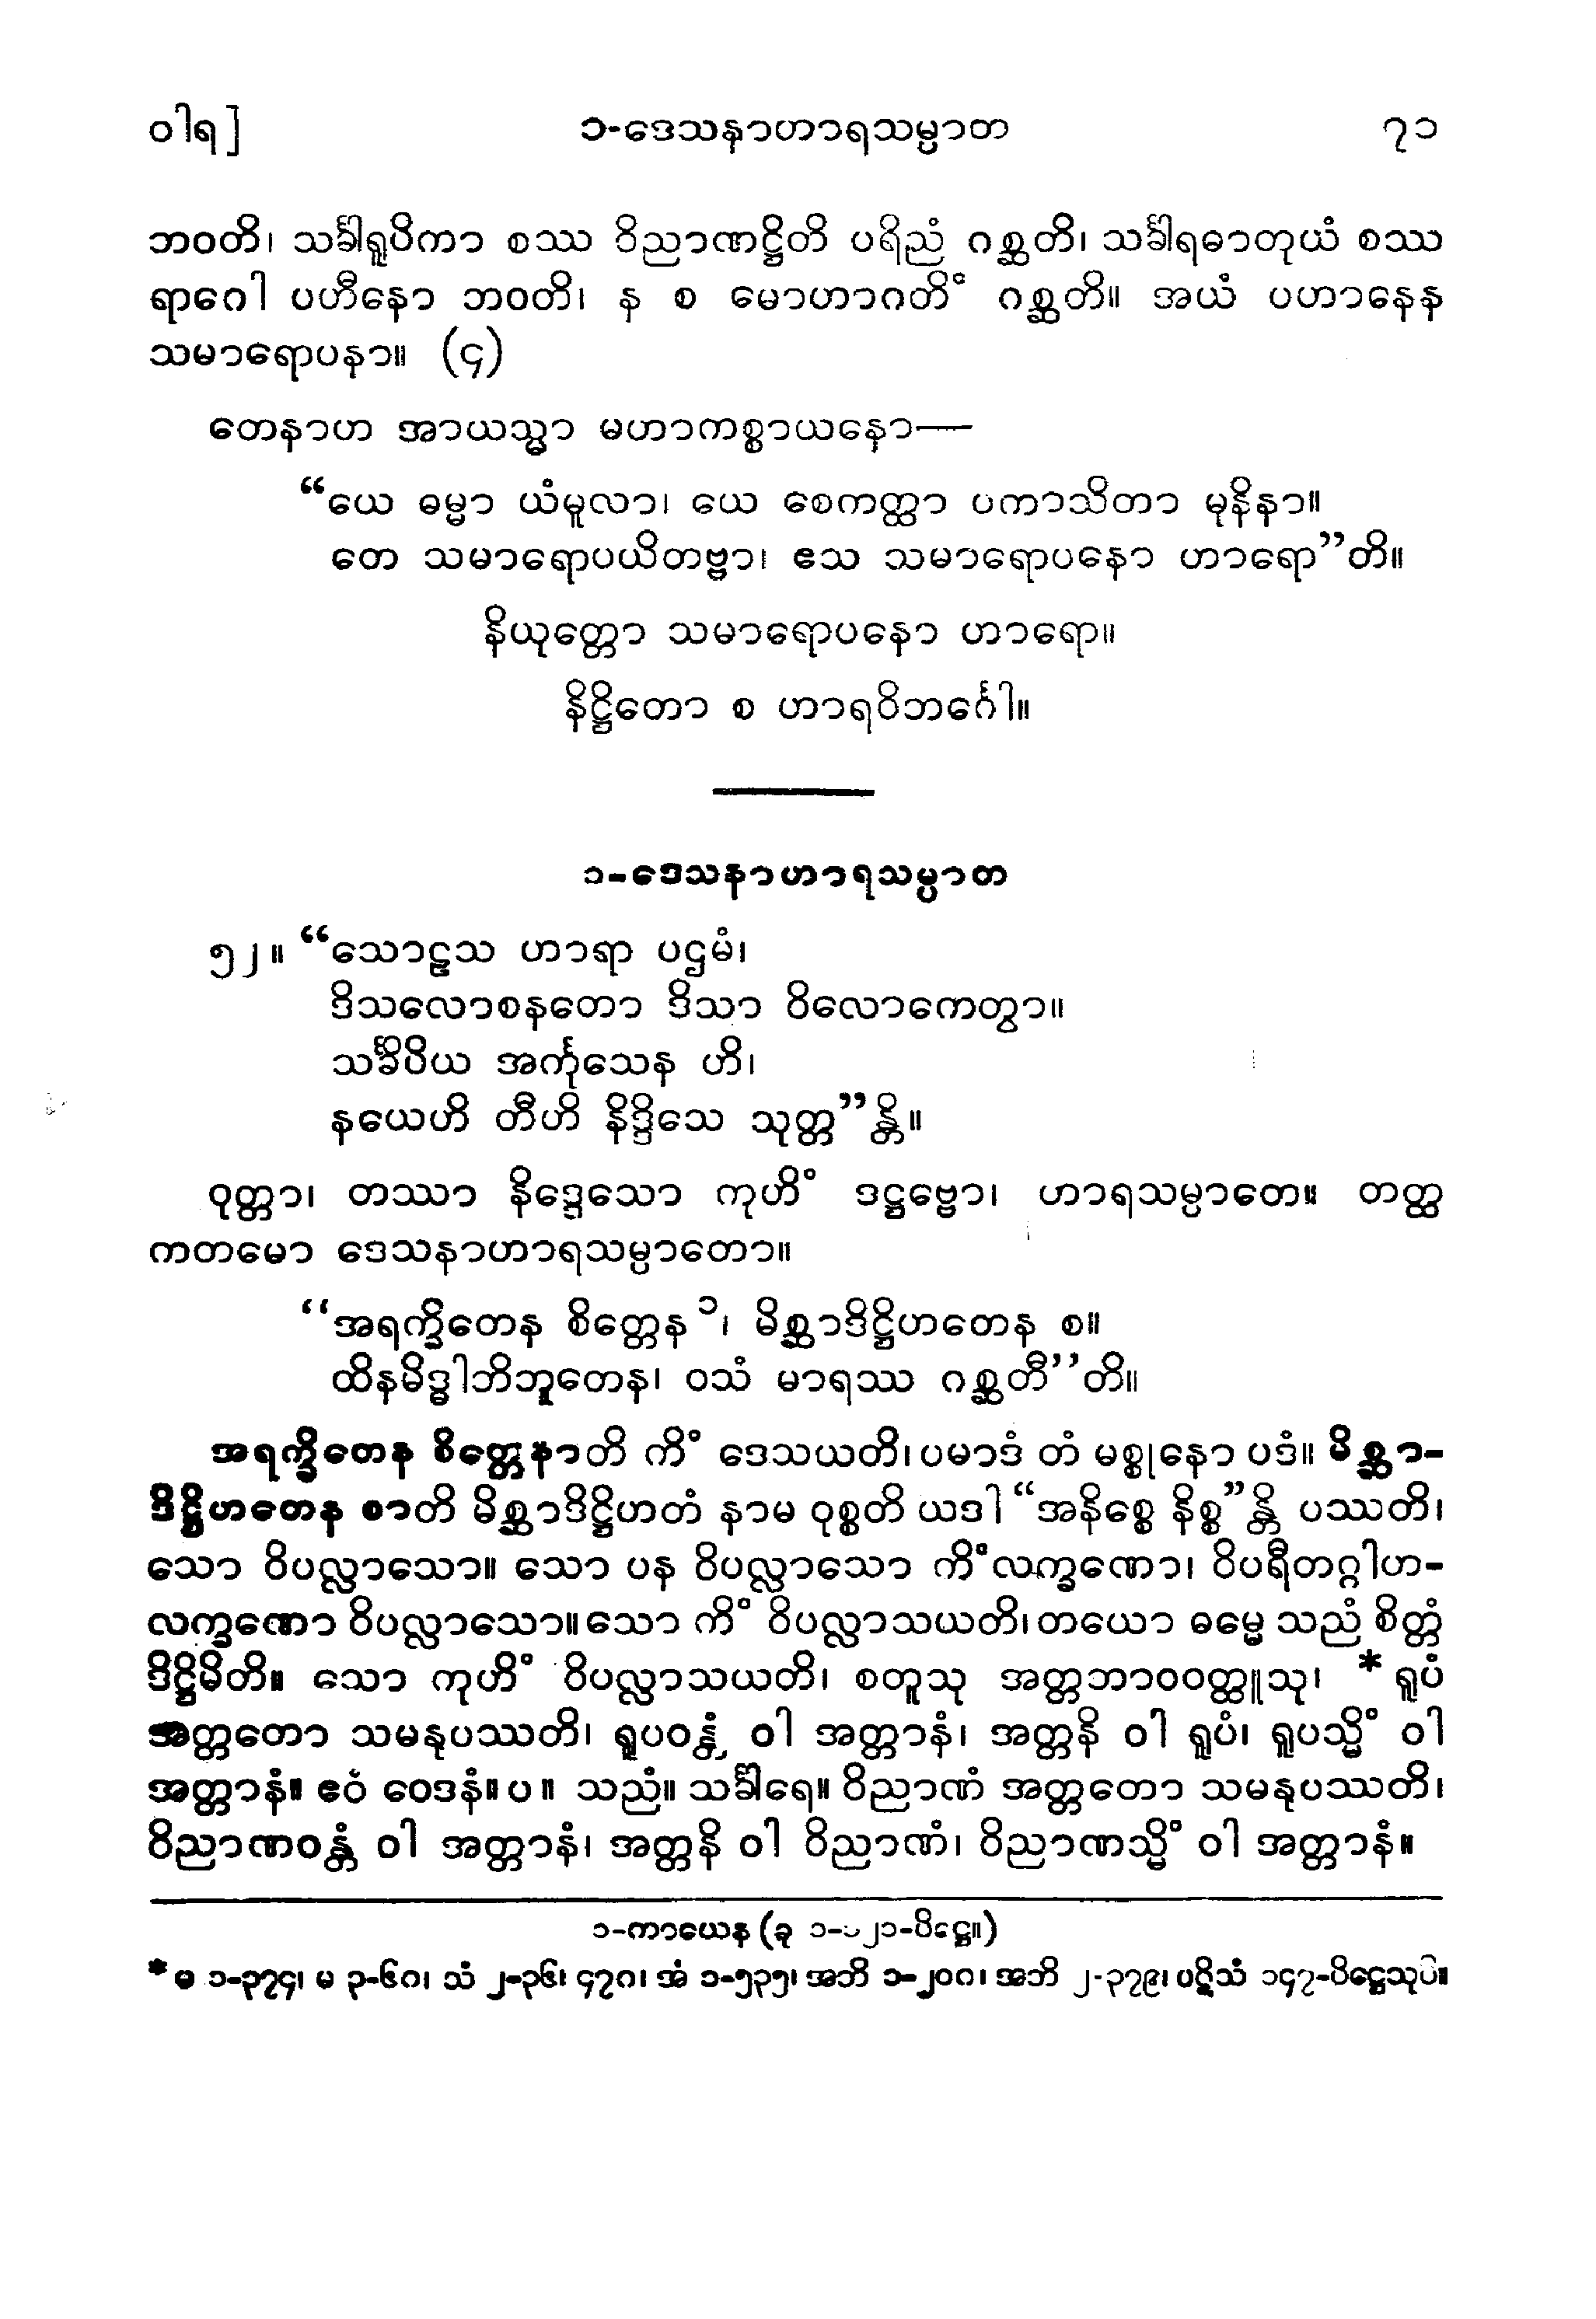 ဝါရ]
၁-ဒေသနာဟာရသမ္ပာတ
၇၁
ဘဝတိ၊ သင်္ခါရူပိကာ စဿ ဝိညာဏဋ္ဌိတိ ပရိညံ ဂစ္ဆတိ၊ သင်္ခါရဓာတုယံ စဿ
ရာဂေါ ပဟီနော ဘဝတိ၊ န စ မောဟာဂတိံ ဂစ္ဆတိ။ အယံ ပဟာနေန
သမာရောပနာ။ (၄)
တေနာဟ အာယသ္မာ မဟာကစ္စာယနော—
“ယေ ဓမ္မာ ယံမူလာ၊ ယေ စေကတ္ထာ ပကာသိတာ မုနိနာ။
တေ သမာရောပယိတဗ္ဗာ၊ ဧသ သမာရောပနော ဟာရော”တိ။
နိယုတ္တော သမာရောပနော ဟာရော။
နိဋ္ဌိတော စ ဟာရဝိဘင်္ဂေါ။
၁-ဒေသနာဟာရသမ္ပာတ
၅၂။ “သောဠသ ဟာရာ ပဌမံ၊
ဒိသလောစနတော ဒိသာ ဝိလောကေတွာ။
သင်္ခိပိယ အင်္ကုသေန ဟိ၊
နယေဟိ တီဟိ နိဒ္ဒိသေ သုတ္တ”န္တိ။
ဝုတ္တာ၊ တဿာ နိဒ္ဒေသော ကုဟိံ ဒဋ္ဌဗ္ဗော၊ ဟာရသမ္ပာတေ။ တတ္ထ
ကတမော ဒေသနာဟာရသမ္ပာတော။
“အရက္ခိတေန စိတ္တေန ၁၊ မိစ္ဆာဒိဋ္ဌိဟတေန စ။
ထိနမိဒ္ဓါဘိဘူတေန၊ ဝသံ မာရဿ ဂစ္ဆတီ”တိ။
အရက္ခိတေန စိတ္တေနာတိ ကိံ ဒေသယတိ၊ ပမာဒံ တံ မစ္စုနော ပဒံ။ မိစ္ဆာ-
ဒိဋ္ဌိဟတေန စာတိ မိစ္ဆာဒိဋ္ဌိဟတံ နာမ ဝုစ္စတိ ယဒါ “အနိစ္စေ နိစ္စ”န္တိ ပဿတိ၊
သော ဝိပလ္လာသော။ သော ပန ဝိပလ္လာသော ကိံလက္ခဏော၊ ဝိပရီတဂ္ဂါဟ-
လက္ခဏော ဝိပလ္လာသော။ သော ကိံ ဝိပလ္လာသယတိ၊ တယော ဓမ္မေ သညံ စိတ္တံ
ဒိဋ္ဌိမိတိ။ သော ကုဟိံ ဝိပလ္လာသယတိ၊ စတူသု အတ္တဘာဝဝတ္ထူသု၊ * ရူပံ
အတ္တတော သမနုပဿတိ၊ ရူပဝန္တံ ဝါ အတ္တာနံ၊ အတ္တနိ ဝါ ရူပံ၊ ရူပသ္မိံ ဝါ
အတ္တာနံ။ ဧဝံ ဝေဒနံ။ ပ ။ သညံ။ သင်္ခါရေ။ ဝိညာဏံ အတ္တတော သမနုပဿတိ၊
ဝိညာဏဝန္တံ ဝါ အတ္တာနံ၊ အတ္တနိ ဝါ ဝိညာဏံ၊ ဝိညာဏသ္မိံ ဝါ အတ္တာနံ။
၁-ကာယေန (ခု ပိဋ္ဌေ။)
* မ ၁-၃၇၄၊ မ ၃-၆၈၊ သံ ၂-၃၆၊ ၄၇၈၊ အံ ၁-၅၃၅၊ အဘိ ၁-၂၀၈၊ အဘိ ၂-၃၇၉၊ ပဋိသံ ၁၄၇-ပိဋ္ဌေသုပိ။